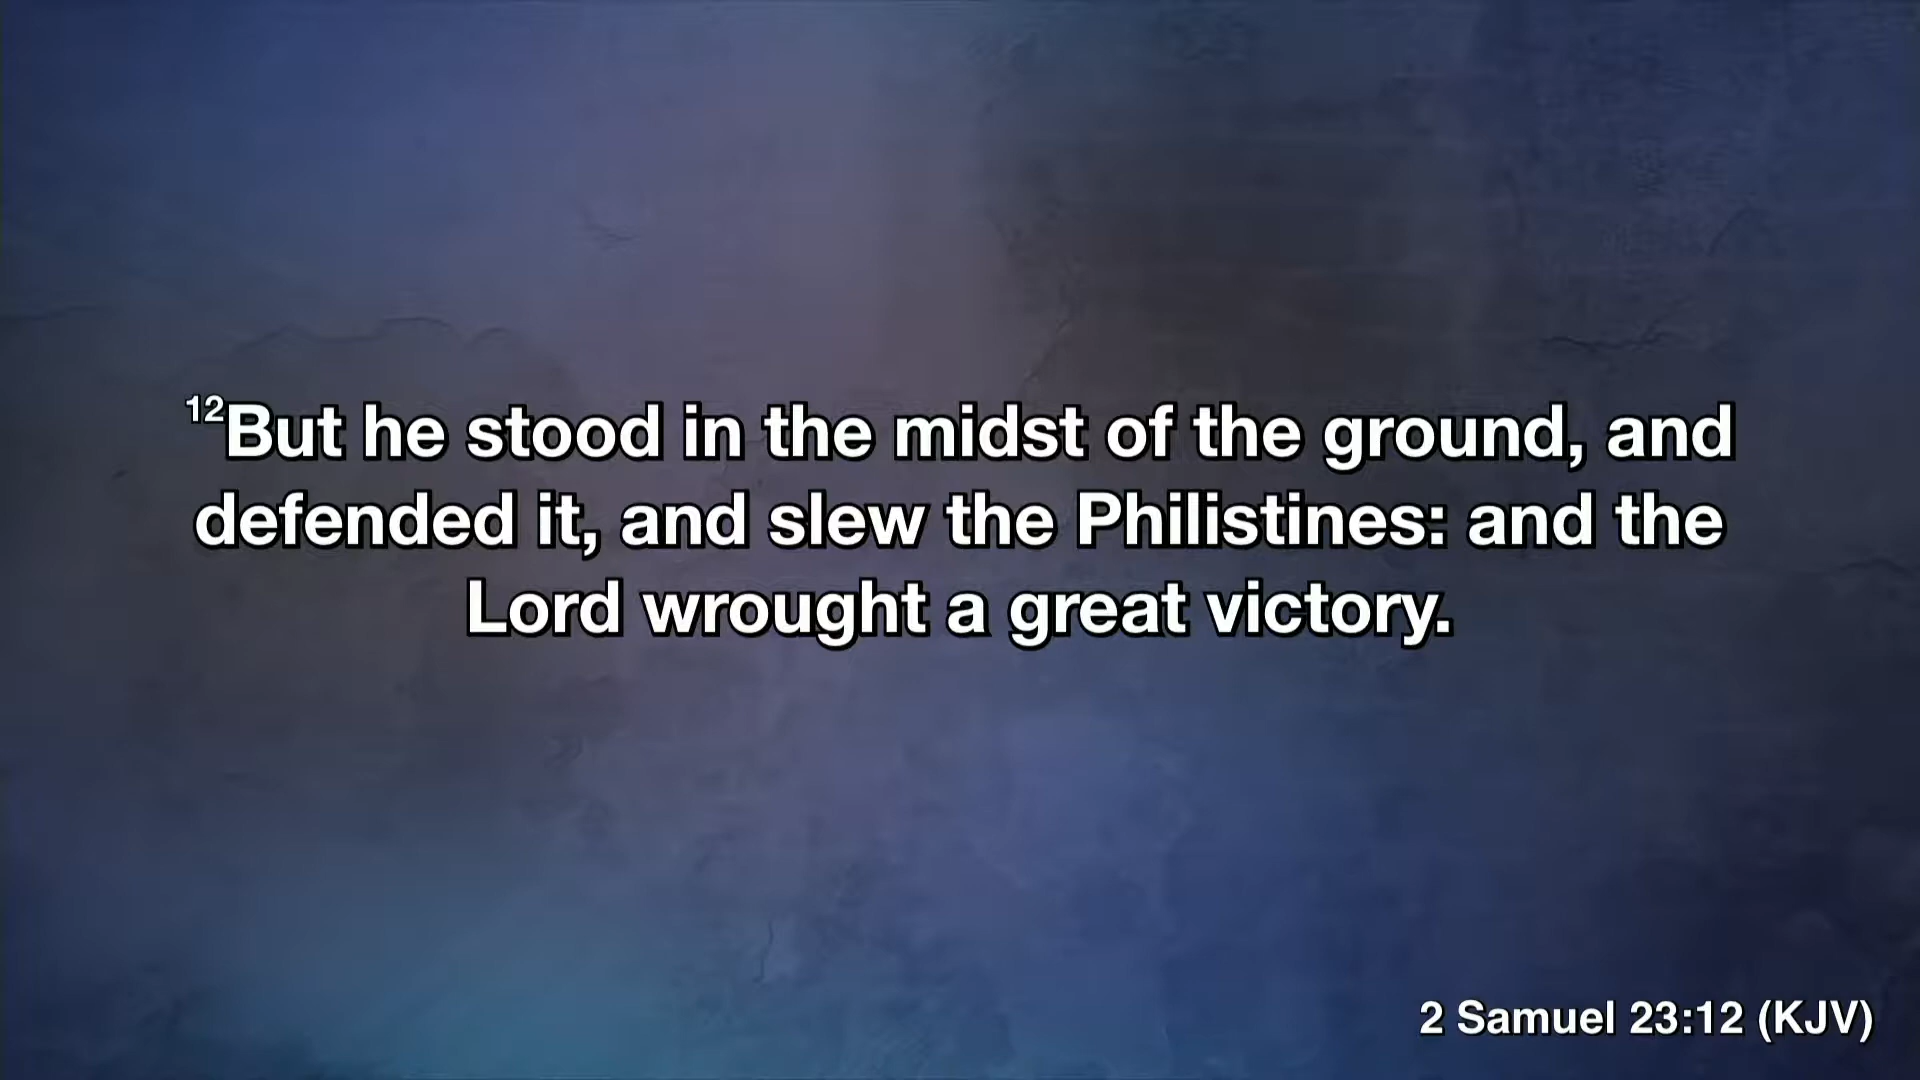 12But he stood in the midst of the ground, and
defended it, and slew the Philistines: and the
Lord wrought a great victory.
2 Samuel 23:12 (KJV)